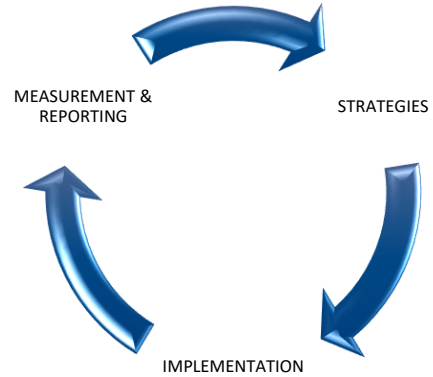 MEASUREMENT &
REPORTING
STRATEGIES
IMPLEMENTATION